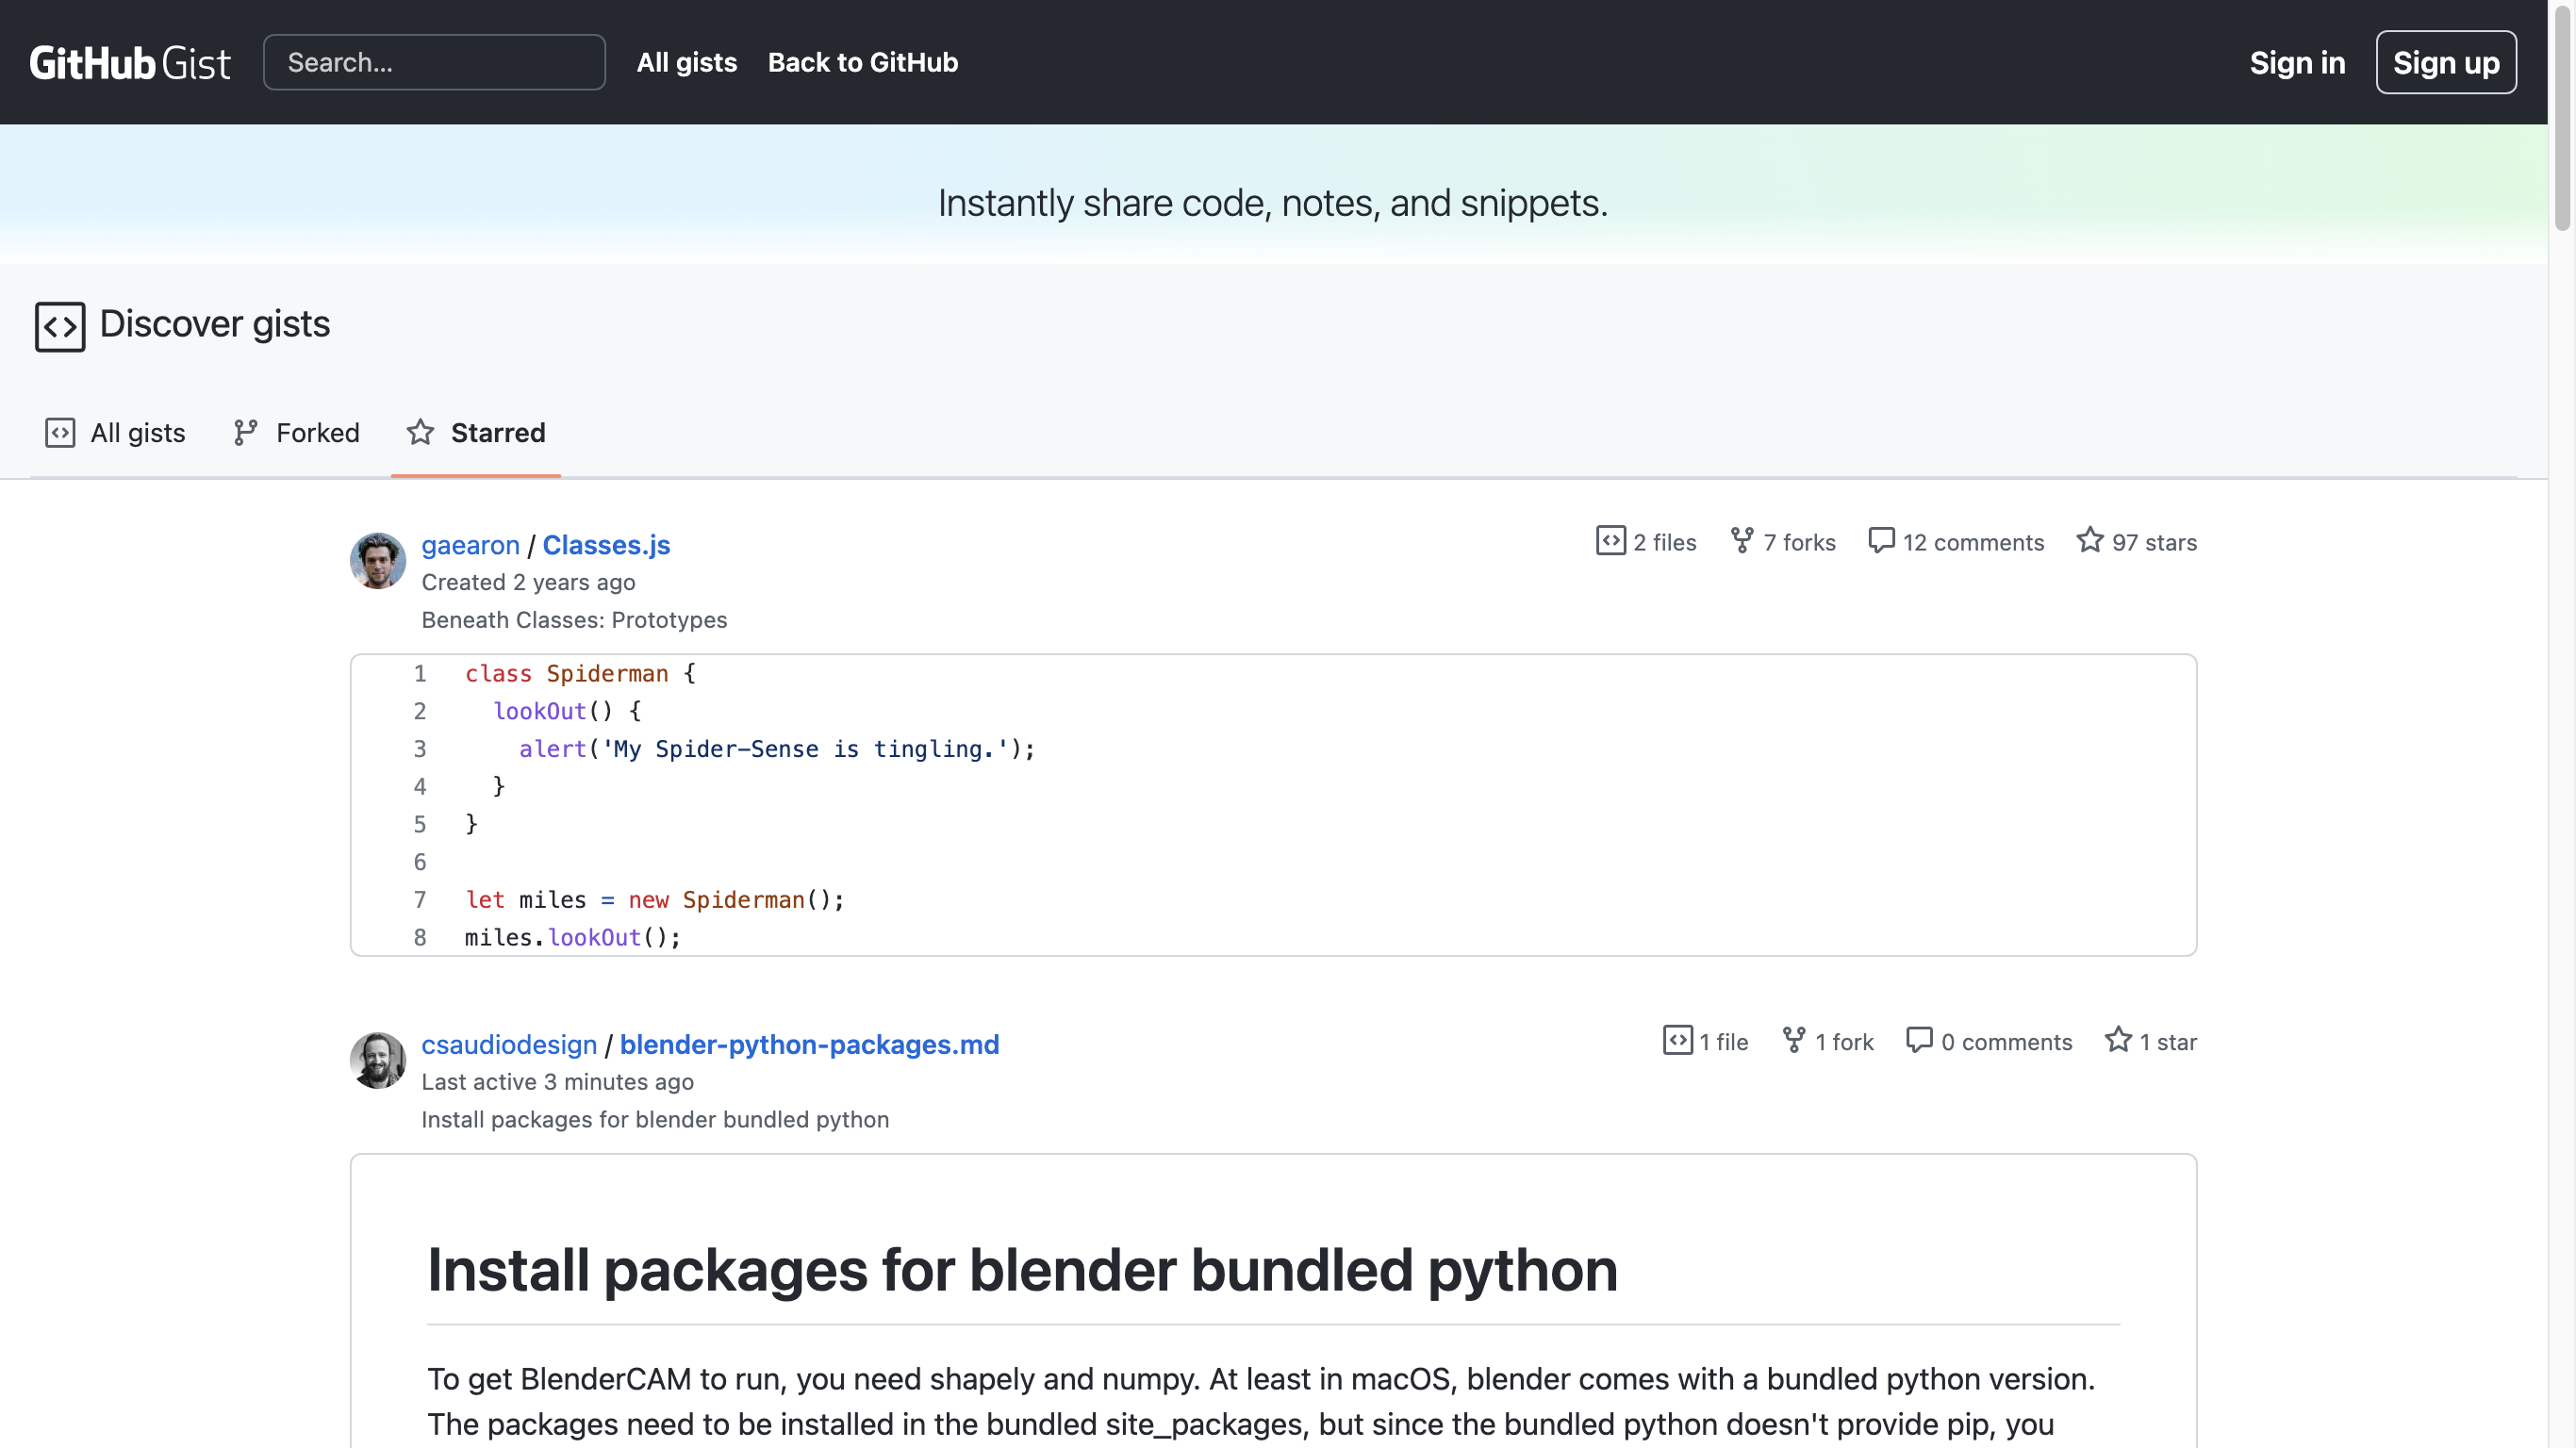 GitHub Gist Search... All gists Back to GitHub Sign in Sign up
Instantly share code, notes, and snippets.
Discover gists
All gists Forked Starred
gaearon / Classes.js 2 files 7 forks 12 comments 97 stars
Created 2 years ago
Beneath Classes: Prototypes
1 class Spiderman {
2   lookOut() {
3     alert('My Spider-Sense is tingling.');
4   }
5 }
6
7 let miles = new Spiderman();
8 miles.lookOut();
csaudiodesign / blender-python-packages.md 1 file 1 fork 0 comments 1 star
Last active 3 minutes ago
Install packages for blender bundled python
Install packages for blender bundled python
To get BlenderCAM to run, you need shapely and numpy. At least in macOS, blender comes with a bundled python version.
The packages need to be installed in the bundled site_packages, but since the bundled python doesn't provide pip, you